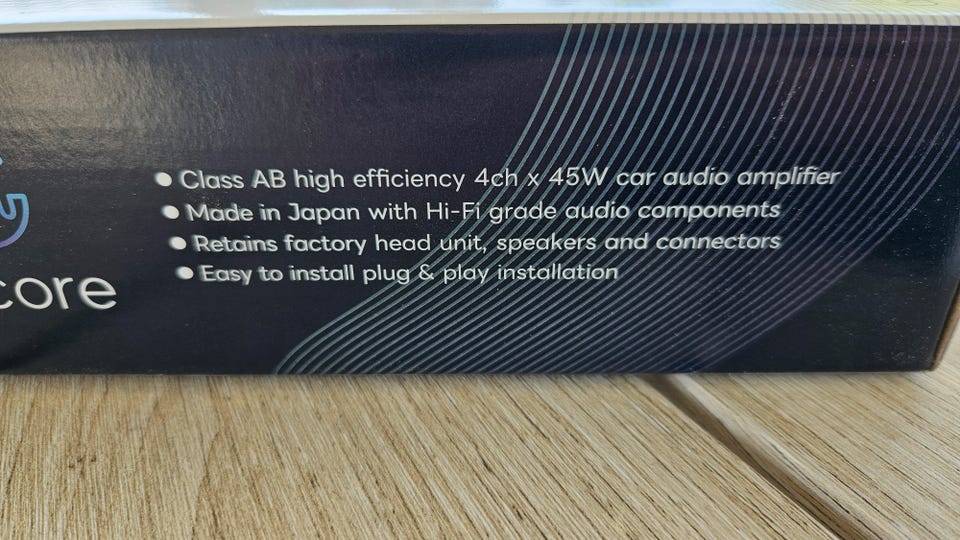 ● Class AB high efficiency 4ch x 45W car audio amplifier
● Made in Japan with Hi-Fi grade audio components
● Retains factory head unit, speakers and connectors
● Easy to install plug & play installation
core